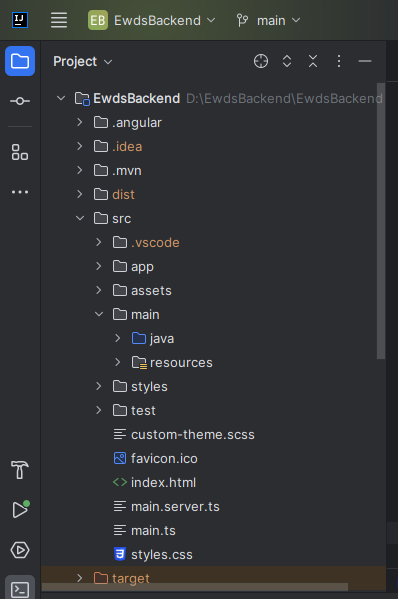 IJ EB EwdsBackend main
Project
EwdsBackend D:\EwdsBackend\EwdsBackend
.angular
.idea
.mvn
dist
src
.vscode
app
assets
main
java
resources
styles
test
custom-theme.scss
favicon.ico
<> index.html
main.server.ts
main.ts
styles.css
target